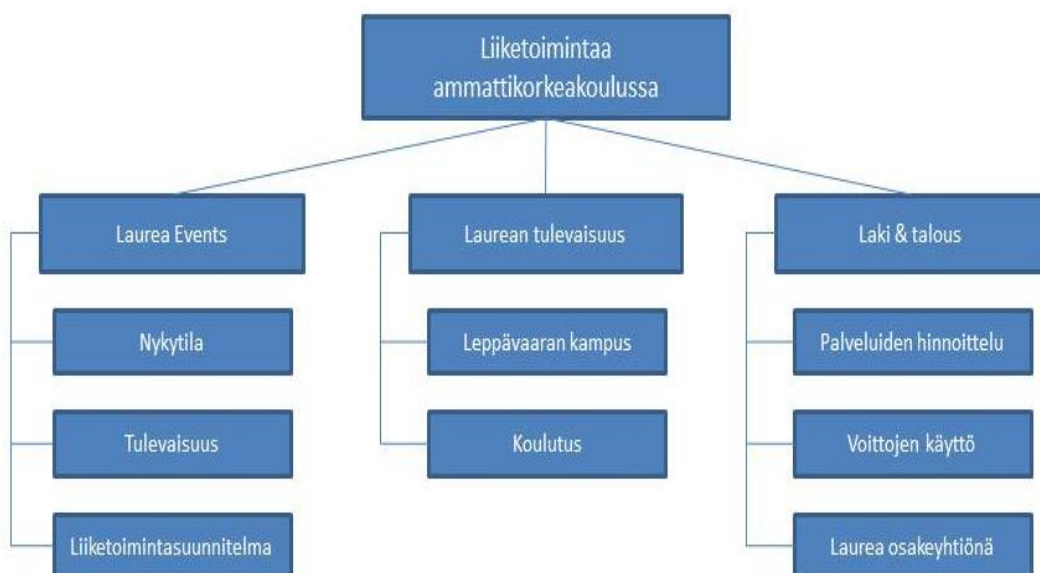 Liiketoimintaa
ammattikorkeakoulussa
Laurea Events
Nykytila
Tulevaisuus
Liiketoimintasuunnitelma
Laurean tulevaisuus
Leppävaaran kampus
Koulutus
Laki & talous
Palveluiden hinnoittelu
Voittojen käyttö
Laurea osakeyhtiönä